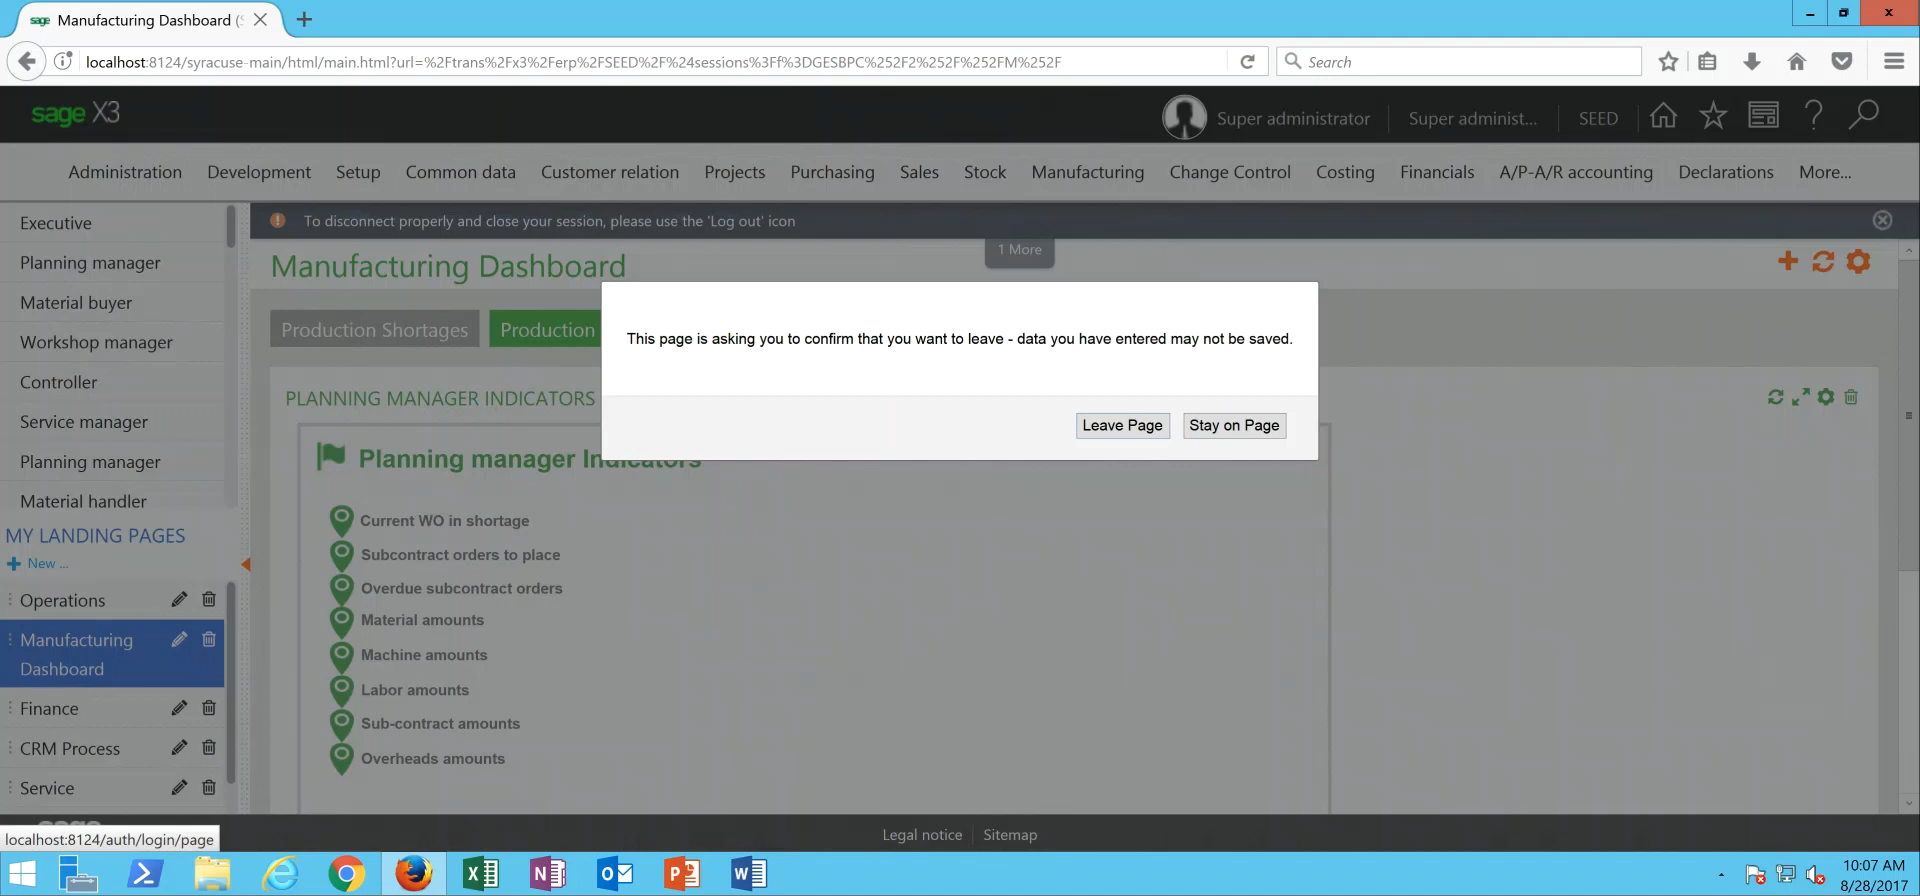 sage Manufacturing Dashboard (
localhost:8124/syracuse-main/html/main.html?url=%2Ftrans%2Fx3%2Ferp%2FSEED%2F%24sessions%3Ff%3DGESBPC%252F2%252F%252FM%252F
Search
sage X3
Super administrator
Super administ...
SEED
Administration
Development
Setup
Common data
Customer relation
Projects
Purchasing
Sales
Stock
Manufacturing
Change Control
Costing
Financials
A/P-A/R accounting
Declarations
More...
Executive
Planning manager
Material buyer
Workshop manager
Controller
Service manager
Planning manager
Material handler
MY LANDING PAGES
New ...
Operations
Manufacturing
Dashboard
Finance
CRM Process
Service
To disconnect properly and close your session, please use the 'Log out' icon
1 More
Manufacturing Dashboard
Production Shortages
Production
This page is asking you to confirm that you want to leave - data you have entered may not be saved.
Leave Page
Stay on Page
PLANNING MANAGER INDICATORS
Planning manager Indicators
Current WO in shortage
Subcontract orders to place
Overdue subcontract orders
Material amounts
Machine amounts
Labor amounts
Sub-contract amounts
Overheads amounts
localhost:8124/auth/login/page
Legal notice
Sitemap
10:07 AM
8/28/2017